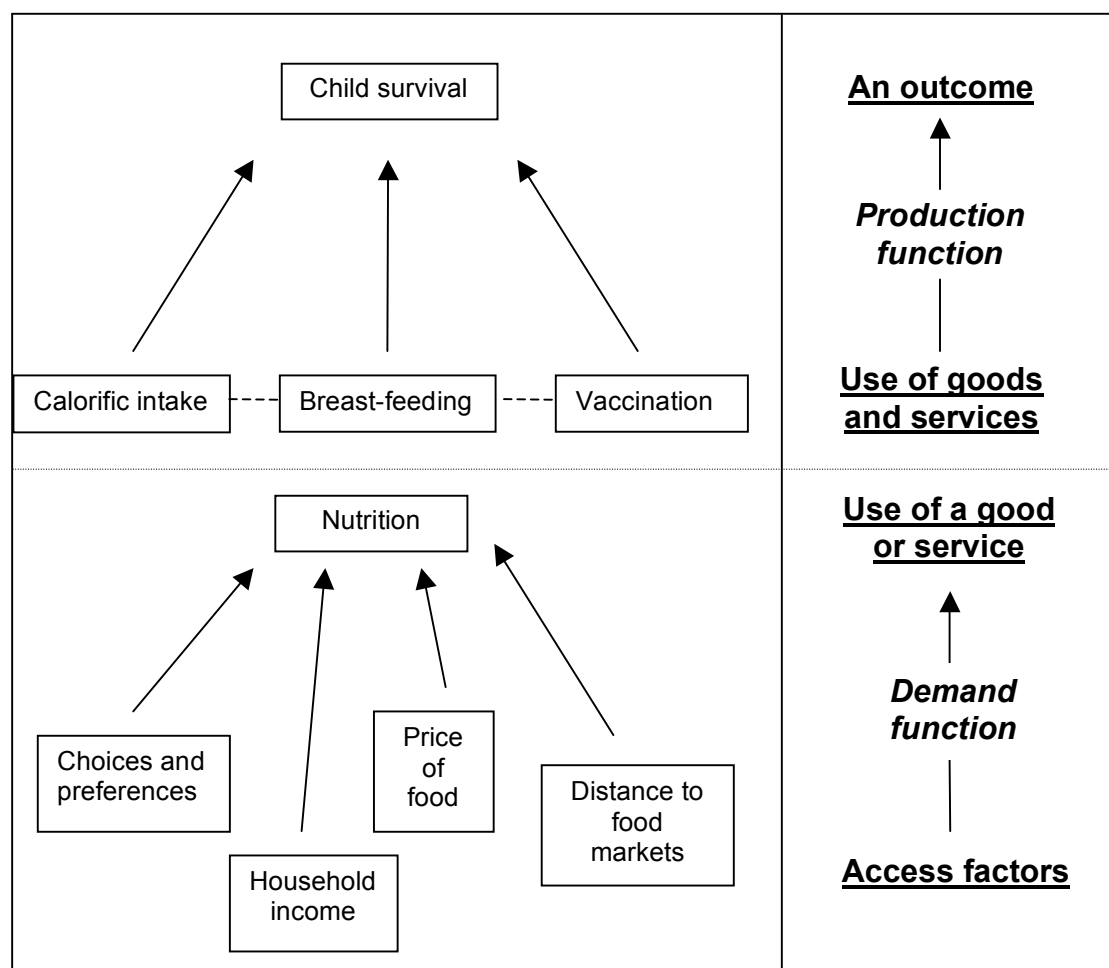 Child survival
An outcome
Production
function
Calorific intake
Breast-feeding
Vaccination
Use of goods
and services
Nutrition
Use of a good
or service
Choices and
preferences
Price
of
food
Distance to
food
markets
Household
income
Demand
function
Access factors